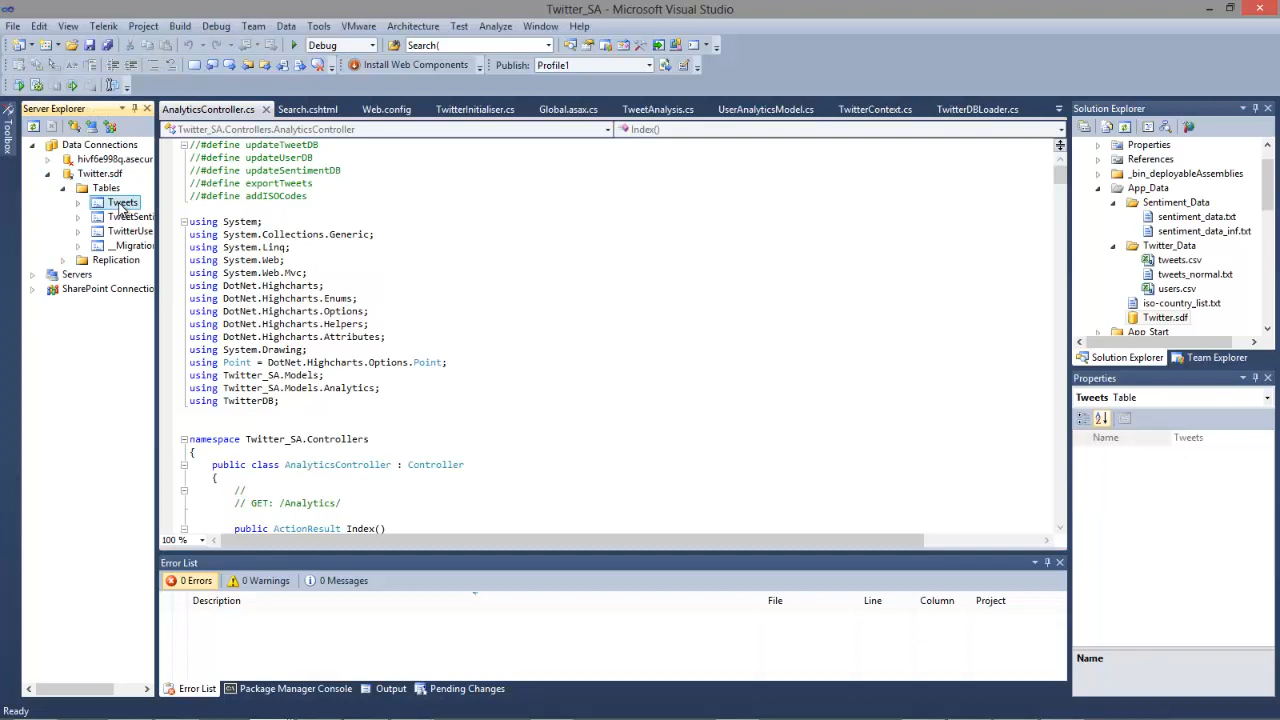 Twitter_SA - Microsoft Visual Studio
File Edit View Telerik Project Build Debug Team Data Tools VMware Architecture Test Analyze Window Help
Debug Search(
Install Web Components Publish: Profile1
Toolbox
Server Explorer
Data Connections
hivf6e998q.asecur
Twitter.sdf
Tables
Tweets
TweetSenti
TwitterUse
__Migration
Replication
Servers
SharePoint Connectio
AnalyticsController.cs Search.cshtml Web.config TwitterInitialiser.cs Global.asax.cs TweetAnalysis.cs UserAnalyticsModel.cs TwitterContext.cs TwitterDBLoader.cs
Twitter_SA.Controllers.AnalyticsController Index()
//#define updateTweetDB
//#define updateUserDB
//#define updateSentimentDB
//#define exportTweets
//#define addISOCodes
using System;
using System.Collections.Generic;
using System.Linq;
using System.Web;
using System.Web.Mvc;
using DotNet.Highcharts;
using DotNet.Highcharts.Enums;
using DotNet.Highcharts.Options;
using DotNet.Highcharts.Helpers;
using DotNet.Highcharts.Attributes;
using System.Drawing;
using Point = DotNet.Highcharts.Options.Point;
using Twitter_SA.Models;
using Twitter_SA.Models.Analytics;
using TwitterDB;
namespace Twitter_SA.Controllers
{
public class AnalyticsController : Controller
{
//
// GET: /Analytics/
public ActionResult Index()
100 %
Error List
0 Errors 0 Warnings 0 Messages
Description File Line Column Project
Error List Package Manager Console Output Pending Changes
Solution Explorer
Properties
References
_bin_deployableAssemblies
App_Data
Sentiment_Data
sentiment_data.txt
sentiment_data_inf.txt
Twitter_Data
tweets.csv
tweets_normal.txt
users.csv
iso-country_list.txt
Twitter.sdf
App_Start
Solution Explorer Team Explorer
Properties
Tweets Table
Name Tweets
Name
Ready